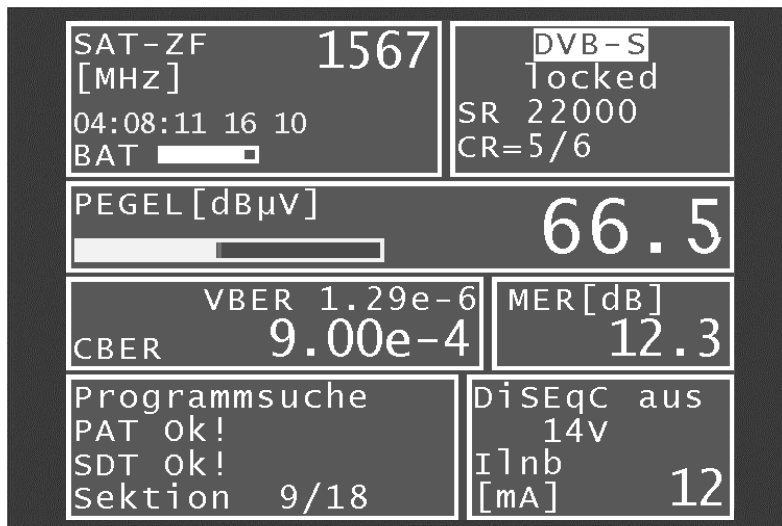 SAT-ZF 1567
[MHz]
04:08:11 16 10
BAT
DVB-S
locked
SR 22000
CR=5/6
PEGEL[dBµV] 66.5
VBER 1.29e-6
CBER 9.00e-4
MER[dB]
12.3
Programmsuche
PAT Ok!
SDT Ok!
Sektion 9/18
DiSEqC aus
14V
Ilnb
[mA] 12